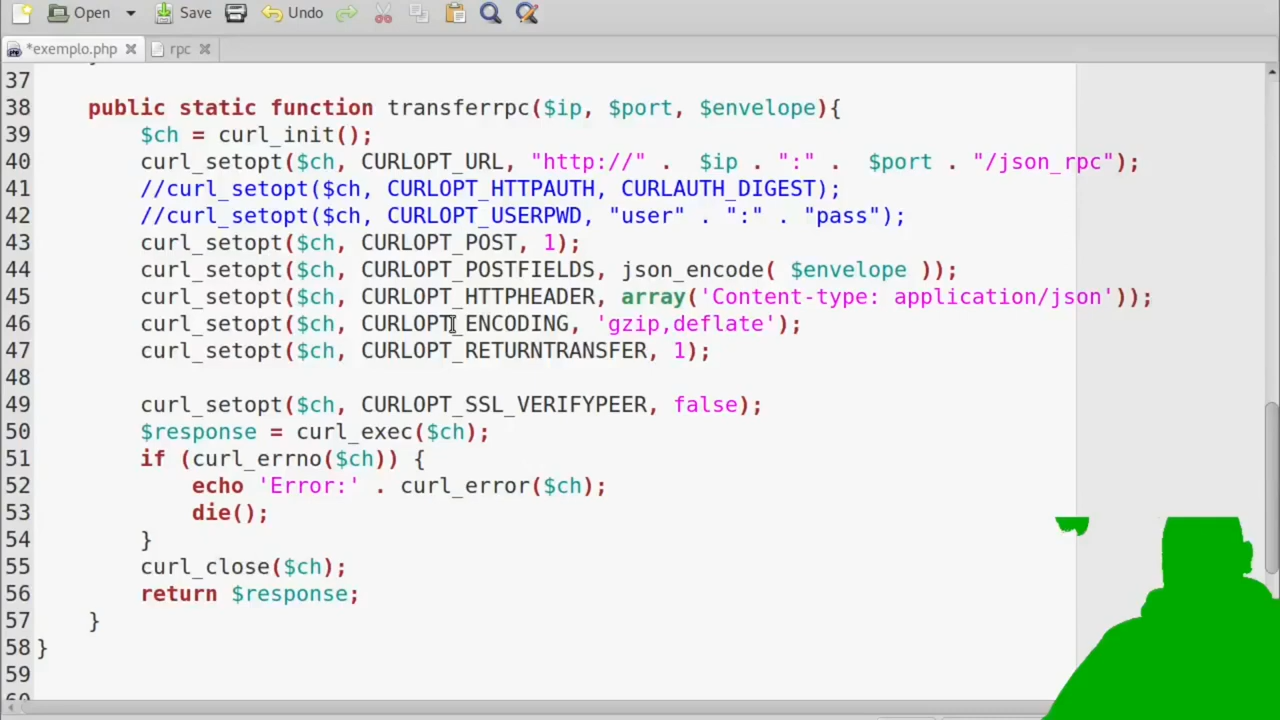 Open Save Undo
*exemplo.php rpc
37
38 public static function transferrpc($ip, $port, $envelope){
39 $ch = curl_init();
40 curl_setopt($ch, CURLOPT_URL, "http://" .  $ip . ":" .  $port . "/json_rpc");
41 //curl_setopt($ch, CURLOPT_HTTPAUTH, CURLAUTH_DIGEST);
42 //curl_setopt($ch, CURLOPT_USERPWD, "user" . ":" . "pass");
43 curl_setopt($ch, CURLOPT_POST, 1);
44 curl_setopt($ch, CURLOPT_POSTFIELDS, json_encode( $envelope ));
45 curl_setopt($ch, CURLOPT_HTTPHEADER, array('Content-type: application/json'));
46 curl_setopt($ch, CURLOPT_ENCODING, 'gzip,deflate');
47 curl_setopt($ch, CURLOPT_RETURNTRANSFER, 1);
48
49 curl_setopt($ch, CURLOPT_SSL_VERIFYPEER, false);
50 $response = curl_exec($ch);
51 if (curl_errno($ch)) {
52 echo 'Error:' . curl_error($ch);
53 die();
54 }
55 curl_close($ch);
56 return $response;
57 }
58 }
59